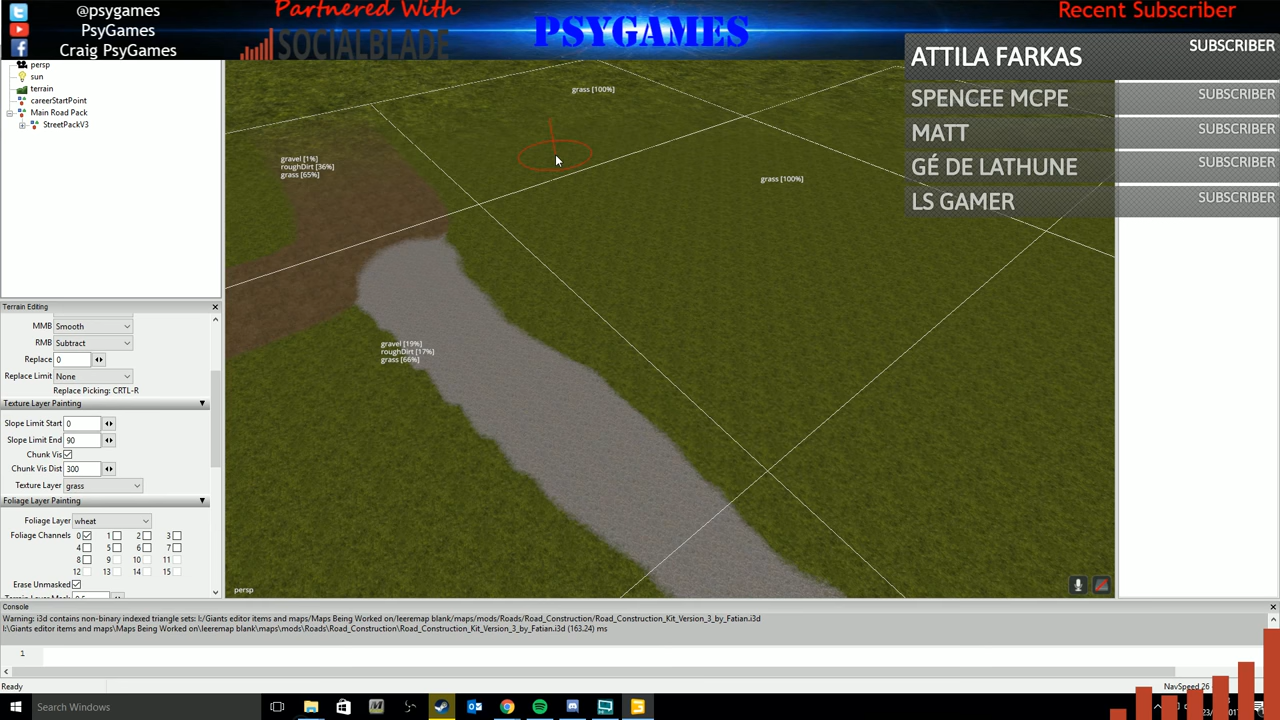 @psygames
PsyGames
Craig PsyGames
Partnered With
SOCIALBLADE
PSYGAMES
Recent Subscriber
ATTILA FARKAS SUBSCRIBER
SPENCEE MCPE SUBSCRIBER
MATT SUBSCRIBER
GÉ DE LATHUNE SUBSCRIBER
LS GAMER SUBSCRIBER
persp
sun
terrain
careerStartPoint
Main Road Pack
StreetPackV3
Terrain Editing
MMB Smooth
RMB Subtract
Replace 0
Replace Limit None
Replace Picking: CRTL-R
Texture Layer Painting
Slope Limit Start 0
Slope Limit End 90
Chunk Vis
Chunk Vis Dist 300
Texture Layer grass
Foliage Layer Painting
Foliage Layer wheat
Foliage Channels 0 1 2 3
4 5 6 7
8 9 10 11
12 13 14 15
Erase Unmasked
grass [100%]
gravel [1%]
roughDirt [36%]
grass [65%]
grass [100%]
gravel [19%]
roughDirt [17%]
grass [66%]
persp
Console
Warning: i3d contains non-binary indexed triangle sets: I:/Giants editor items and maps/Maps Being Worked on/leeremap blank/maps/mods/Roads/Road_Construction/Road_Construction_Kit_Version_3_by_Fatian.i3d
I:\Giants editor items and maps\Maps Being Worked on\leeremap blank\maps\mods\Roads\Road_Construction\Road_Construction_Kit_Version_3_by_Fatian.i3d (163.24) ms
1
Ready
NavSpeed 26
Search Windows